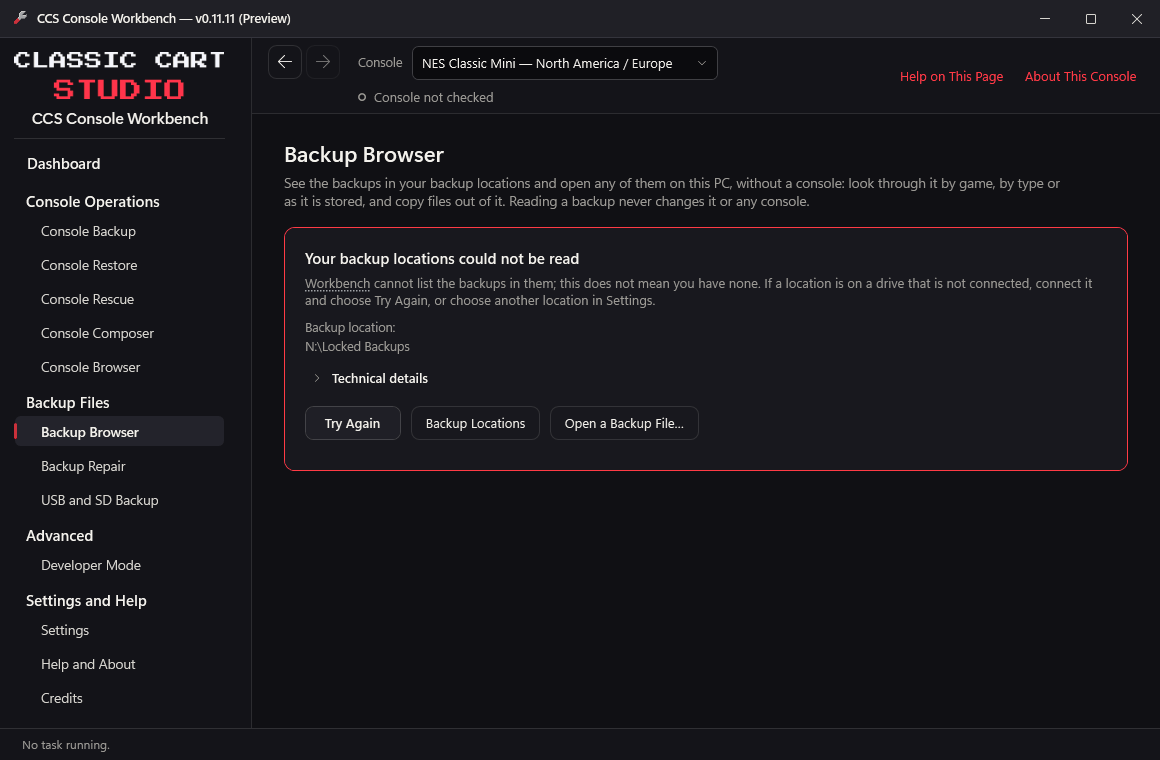 CCS Console Workbench — v0.11.11 (Preview)
CLASSIC CART
STUDIO
CCS Console Workbench
Dashboard
Console Operations
Console Backup
Console Restore
Console Rescue
Console Composer
Console Browser
Backup Files
Backup Browser
Backup Repair
USB and SD Backup
Advanced
Developer Mode
Settings and Help
Settings
Help and About
Credits
Console
NES Classic Mini — North America / Europe
Console not checked
Help on This Page
About This Console
Backup Browser
See the backups in your backup locations and open any of them on this PC, without a console: look through it by game, by type or
as it is stored, and copy files out of it. Reading a backup never changes it or any console.
Your backup locations could not be read
Workbench cannot list the backups in them; this does not mean you have none. If a location is on a drive that is not connected, connect it
and choose Try Again, or choose another location in Settings.
Backup location:
N:\Locked Backups
Technical details
Try Again
Backup Locations
Open a Backup File...
No task running.